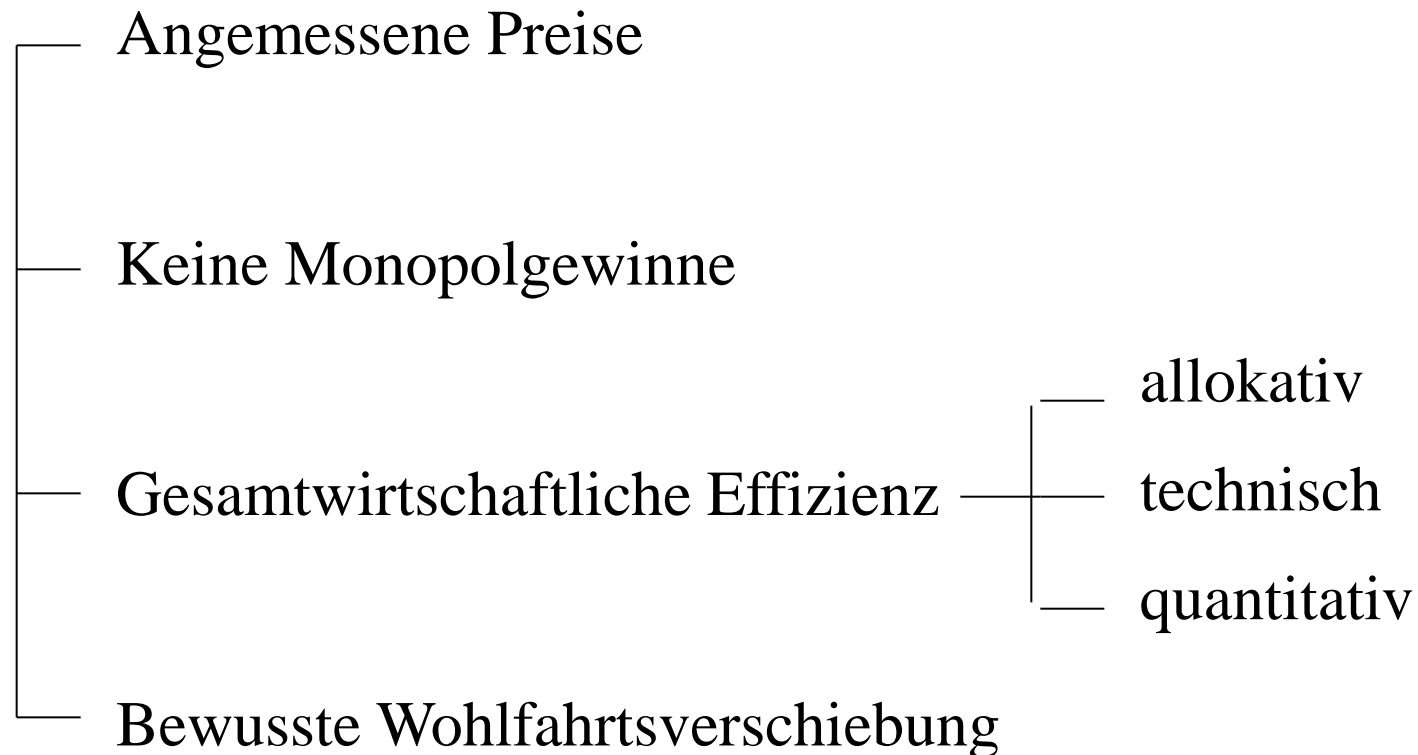 Angemessene Preise
Keine Monopolgewinne
allokativ
Gesamtwirtschaftliche Effizienz
technisch
quantitativ
Bewusste Wohlfahrtsverschiebung